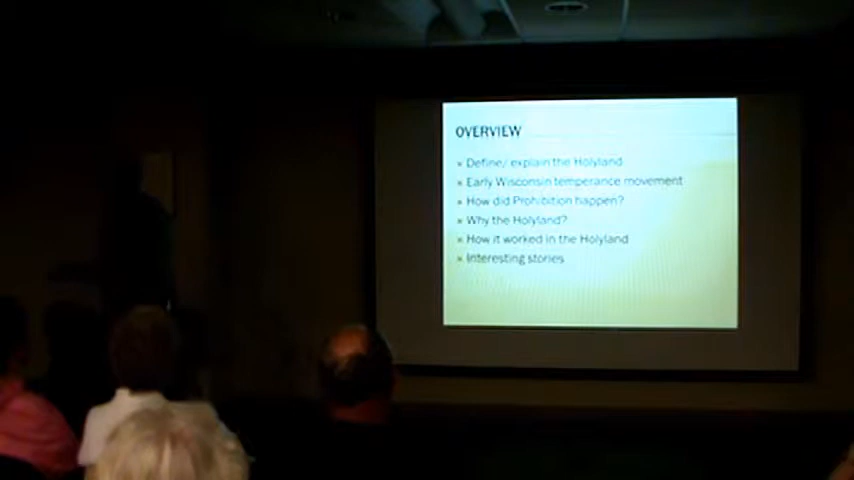 OVERVIEW
Define/ explain the Holyland
Early Wisconsin temperance movement
How did Prohibition happen?
Why the Holyland?
How it worked in the Holyland
Interesting stories